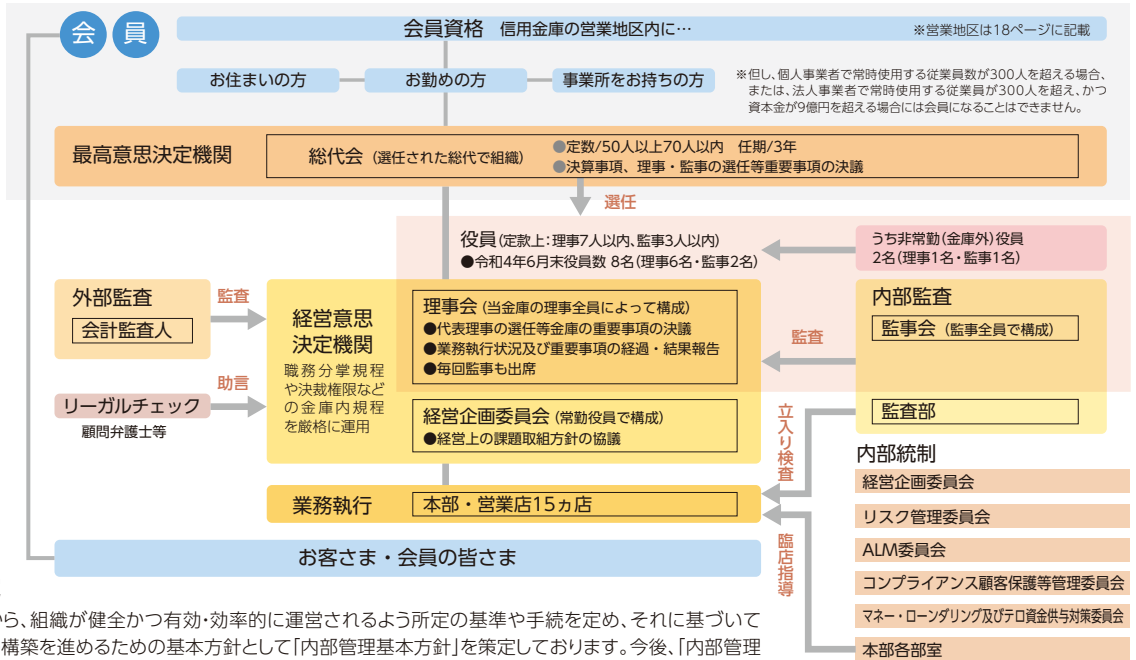 会員
会員資格 信用金庫の営業地区内に…
※営業地区は18ページに記載
お住まいの方
お勤めの方
事業所をお持ちの方
※但し、個人事業者で常時使用する従業員数が300人を超える場合、
または、法人事業者で常時使用する従業員が300人を超え、かつ
資本金が9億円を超える場合には会員になることはできません。
最高意思決定機関
総代会（選任された総代で組織）
●定数/50人以上70人以内 任期/3年
●決算事項、理事・監事の選任等重要事項の決議
選任
役員(定款上:理事7人以内、監事3人以内)
●令和4年6月末役員数 8名(理事6名・監事2名)
うち非常勤(金庫外)役員
2名(理事1名・監事1名)
外部監査
会計監査人
監査
リーガルチェック
顧問弁護士等
助言
経営意思
決定機関
職務分掌規程
や決裁権限など
の金庫内規程
を厳格に運用
理事会（当金庫の理事全員によって構成）
●代表理事の選任等金庫の重要事項の決議
●業務執行状況及び重要事項の経過・結果報告
●毎回監事も出席
経営企画委員会（常勤役員で構成）
●経営上の課題取組方針の協議
監査
内部監査
監事会（監事全員で構成）
監査部
立入り検査
業務執行
本部・営業店15ヵ店
臨店指導
内部統制
経営企画委員会
リスク管理委員会
ALM委員会
コンプライアンス顧客保護等管理委員会
マネー・ローンダリング及びテロ資金供与対策委員会
本部各部室
お客さま・会員の皆さま
から、組織が健全かつ有効・効率的に運営されるよう所定の基準や手続を定め、それに基づいて
構築を進めるための基本方針として「内部管理基本方針」を策定しております。今後、「内部管理